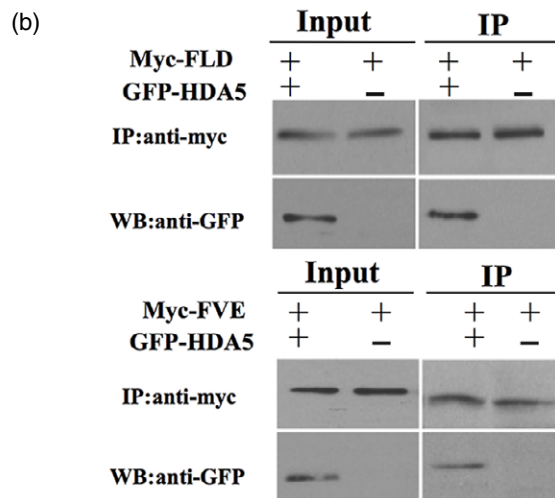 (b)
Input IP
Myc-FLD + + + +
GFP-HDA5 + − + −
IP:anti-myc
WB:anti-GFP
Input IP
Myc-FVE + + + +
GFP-HDA5 + − + −
IP:anti-myc
WB:anti-GFP